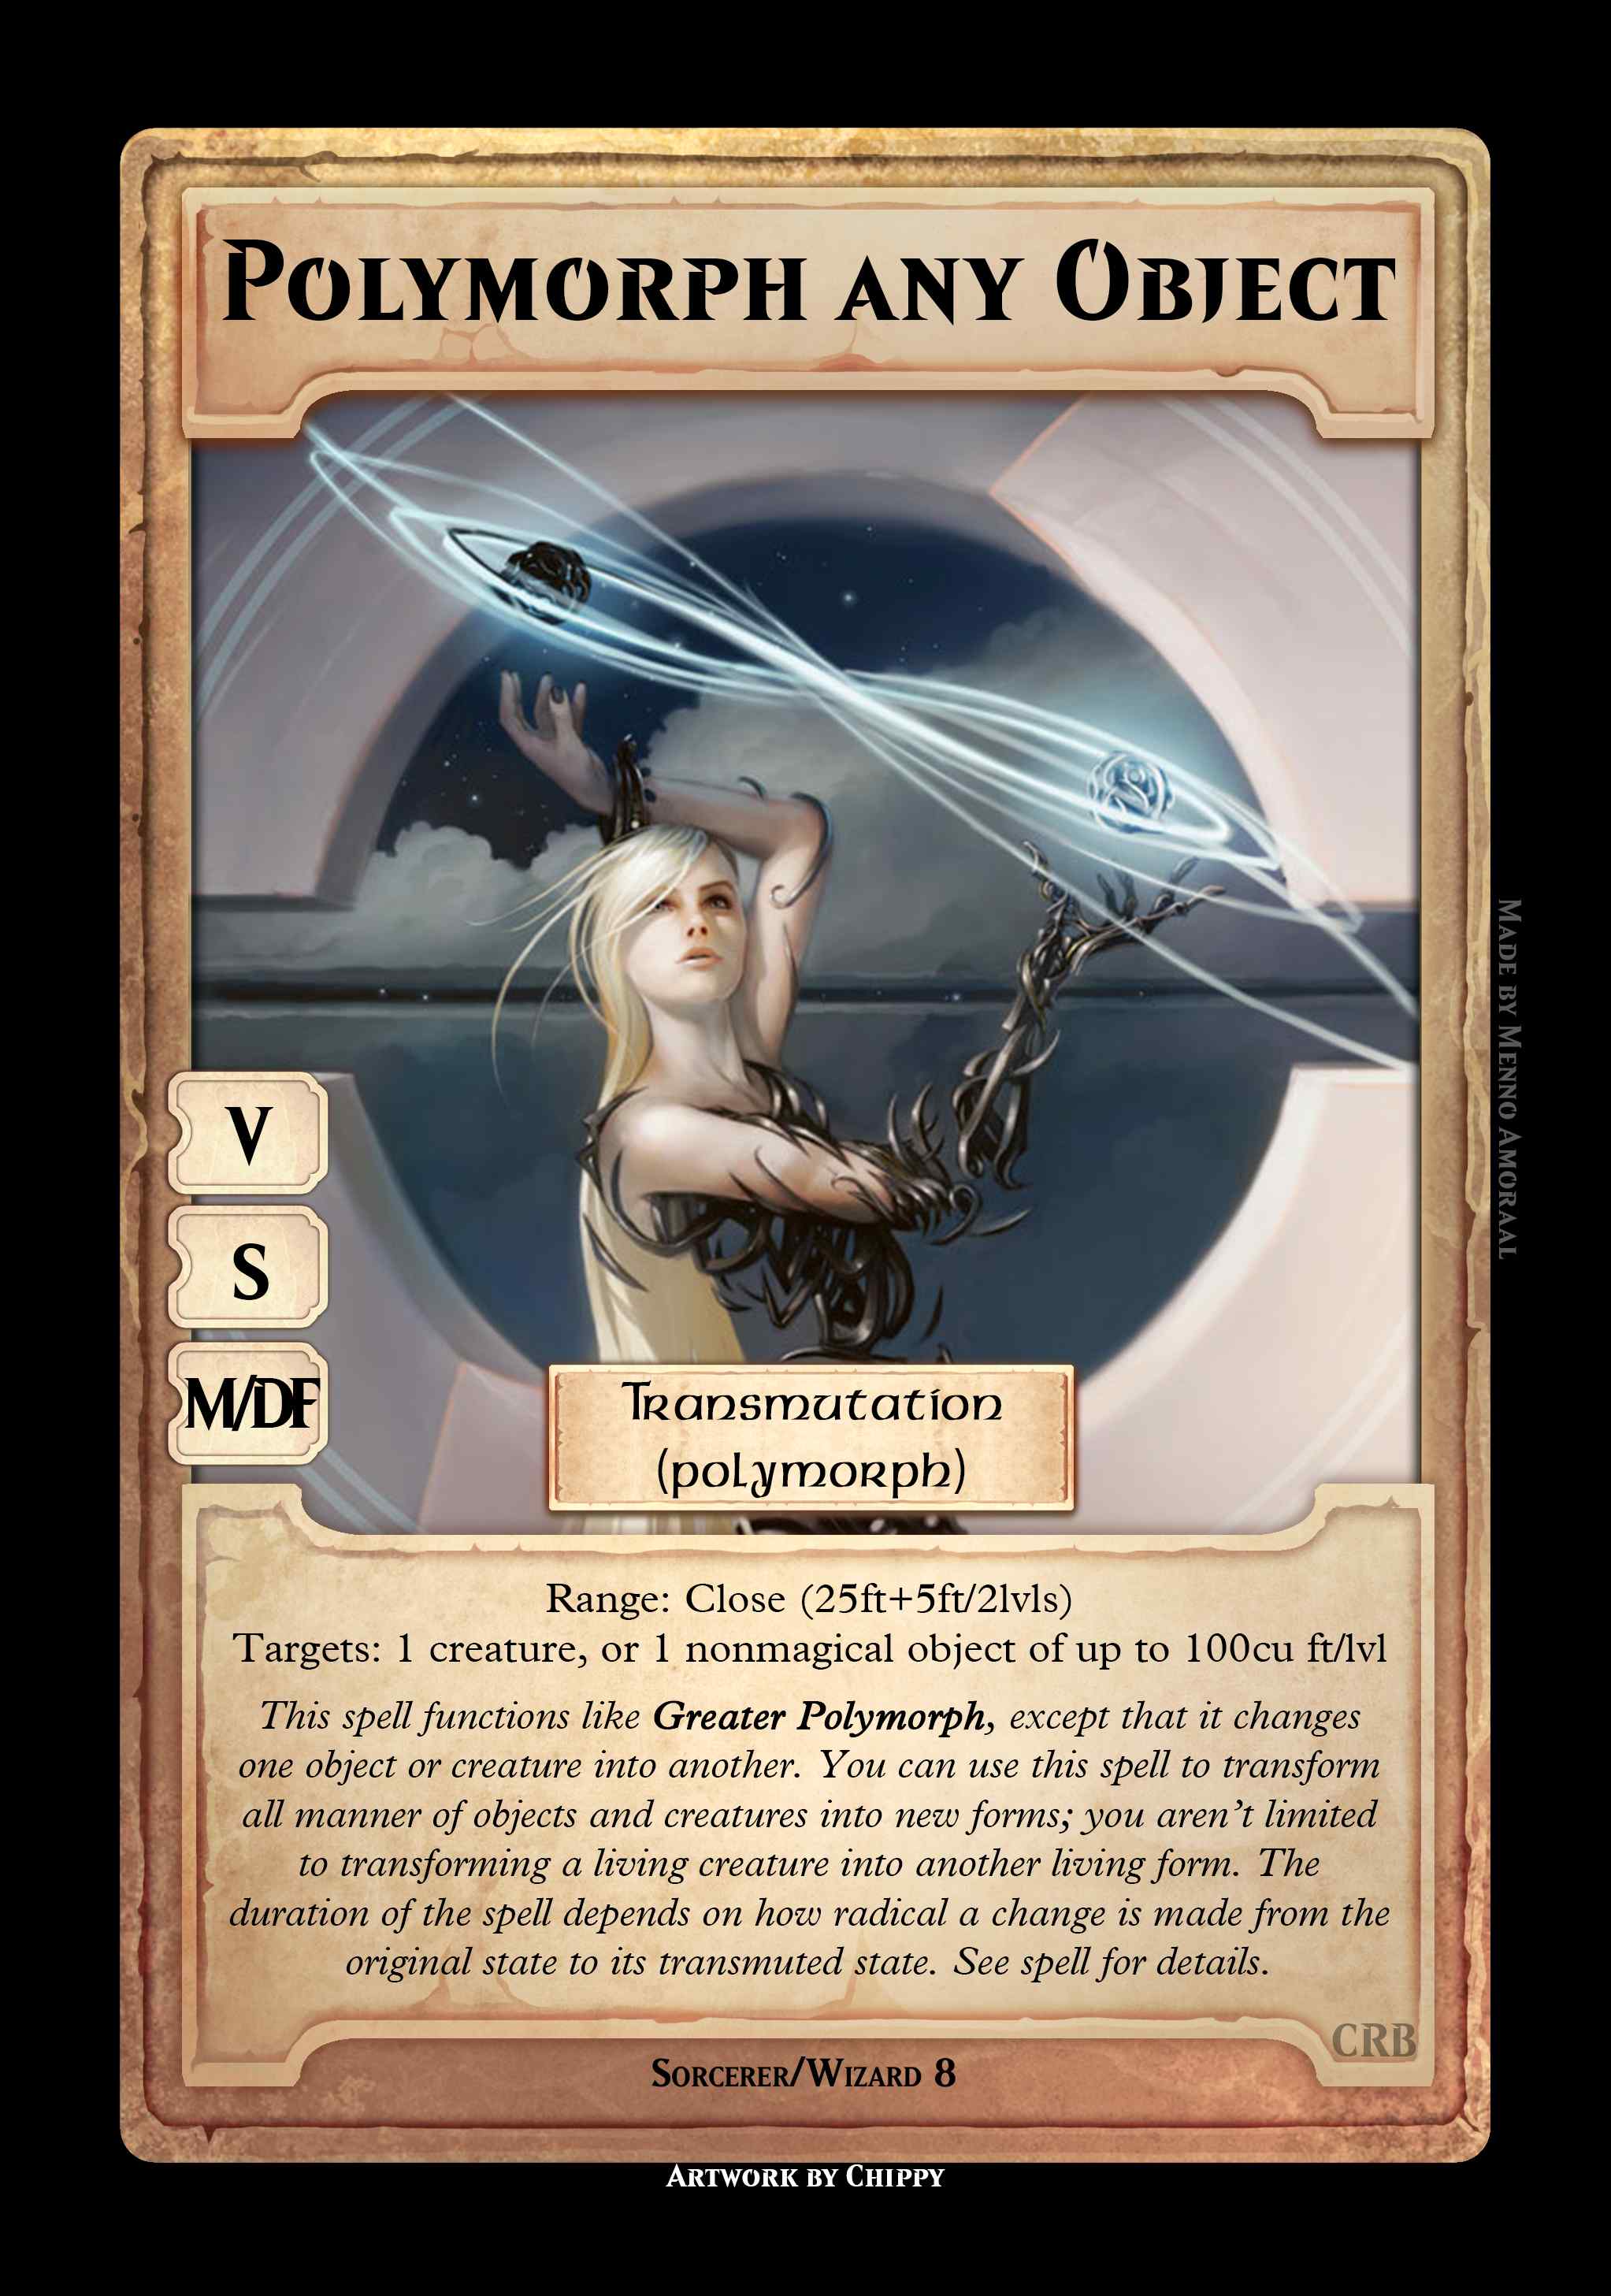 Polymorph any Object
V
S
M/DF
Transmutation
(polymorph)
Range: Close (25ft+5ft/2lvls)
Targets: 1 creature, or 1 nonmagical object of up to 100cu ft/lvl
This spell functions like Greater Polymorph, except that it changes
one object or creature into another. You can use this spell to transform
all manner of objects and creatures into new forms; you aren't limited
to transforming a living creature into another living form. The
duration of the spell depends on how radical a change is made from the
original state to its transmuted state. See spell for details.
CRB
Sorcerer/Wizard 8
Artwork by Chippy
Made by Menno Amoraal